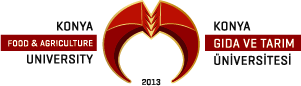 KONYA
FOOD & AGRICULTURE
UNIVERSITY
2013
KONYA
GIDA VE TARIM
ÜNİVERSİTESİ